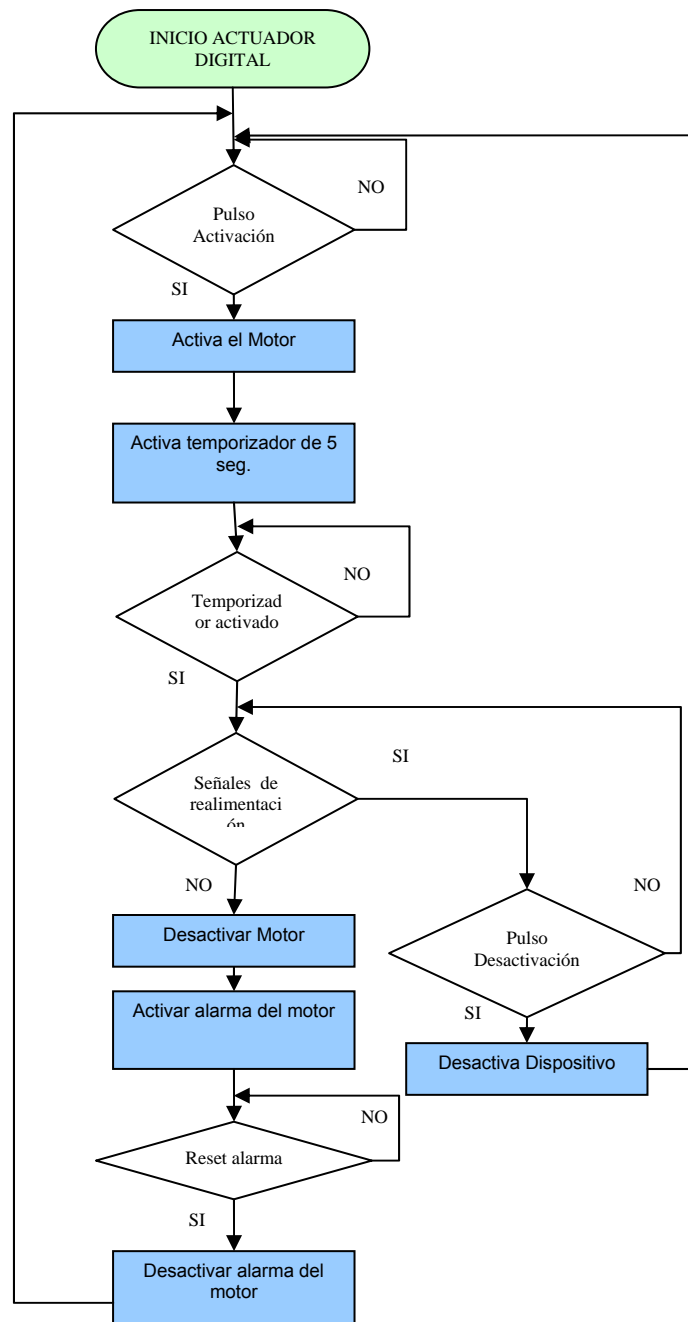 INICIO ACTUADOR
DIGITAL
NO
Pulso
Activación
SI
Activa el Motor
Activa temporizador de 5
seg.
NO
Temporizad
or activado
SI
SI
Señales de
realimentaci
ón
NO
NO
Desactivar Motor
Pulso
Desactivación
Activar alarma del motor
SI
Desactiva Dispositivo
NO
Reset alarma
SI
Desactivar alarma del
motor